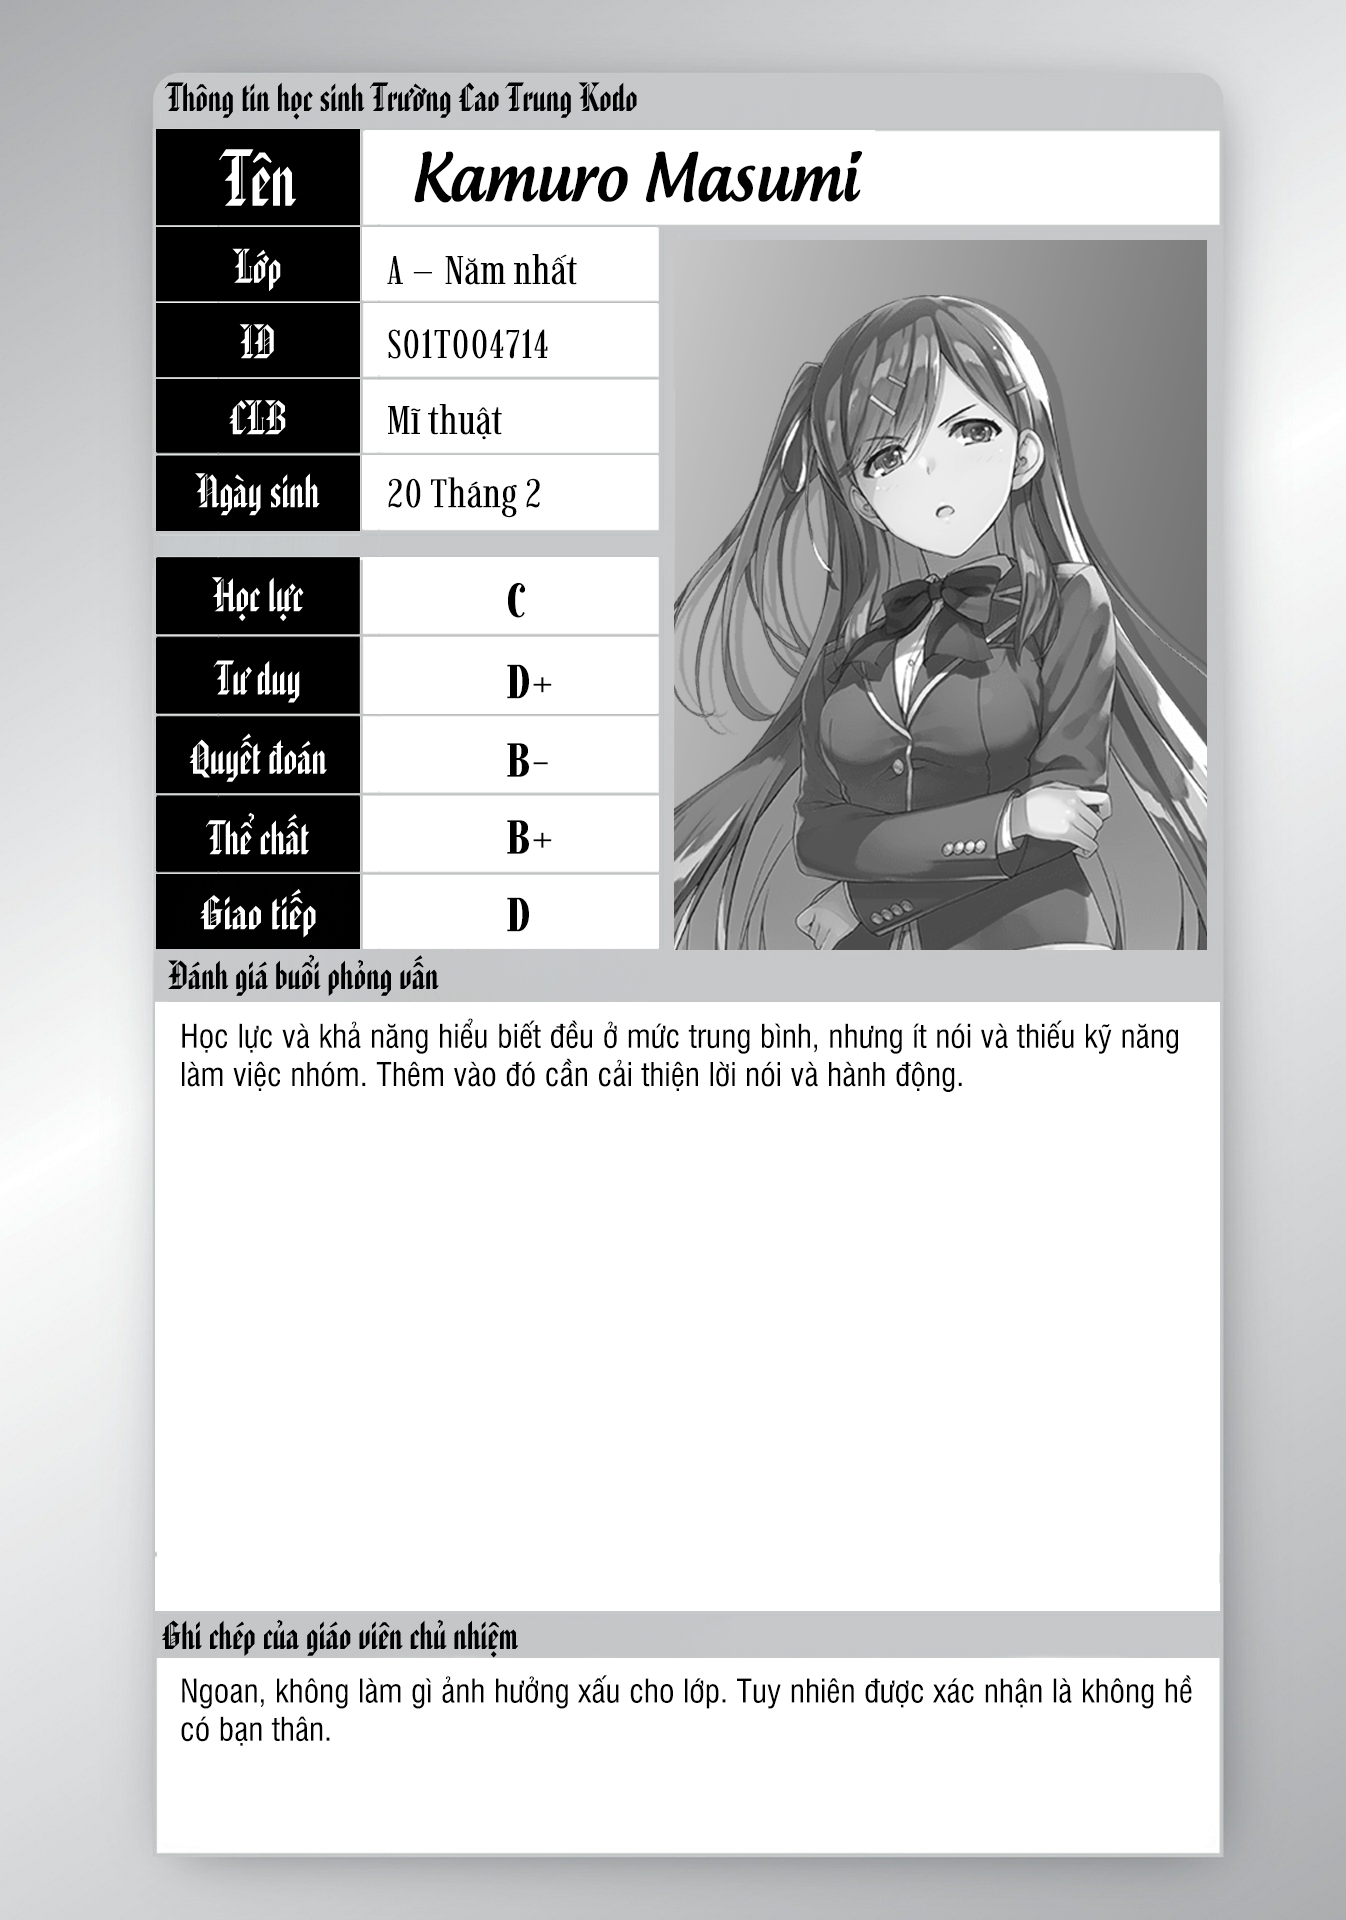 Thông tin học sinh Trường Cao Trung Kodo
Tên
Kamuro Masumi
Lớp
A – Năm nhất
ID
S01T004714
CLB
Mĩ thuật
Ngày sinh
20 Tháng 2
Học lực
C
Tư duy
D+
Quyết đoán
B-
Thể chất
B+
Giao tiếp
D
Đánh giá buổi phỏng vấn
Học lực và khả năng hiểu biết đều ở mức trung bình, nhưng ít nói và thiếu kỹ năng
làm việc nhóm. Thêm vào đó cần cải thiện lời nói và hành động.
Ghi chép của giáo viên chủ nhiệm
Ngoan, không làm gì ảnh hưởng xấu cho lớp. Tuy nhiên được xác nhận là không hề
có bạn thân.